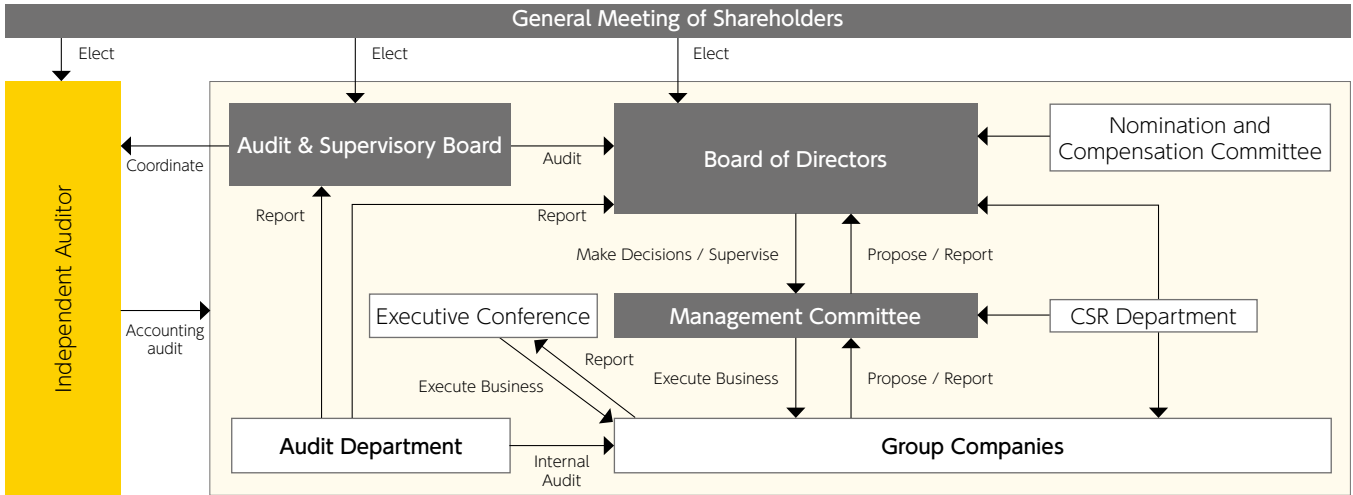 General Meeting of Shareholders
Elect
Elect
Elect
Independent Auditor
Audit & Supervisory Board
Board of Directors
Nomination and
Compensation Committee
Coordinate
Audit
Report
Report
Make Decisions / Supervise
Propose / Report
Accounting
audit
Executive Conference
Management Committee
CSR Department
Report
Execute Business
Execute Business
Propose / Report
Audit Department
Internal
Audit
Group Companies